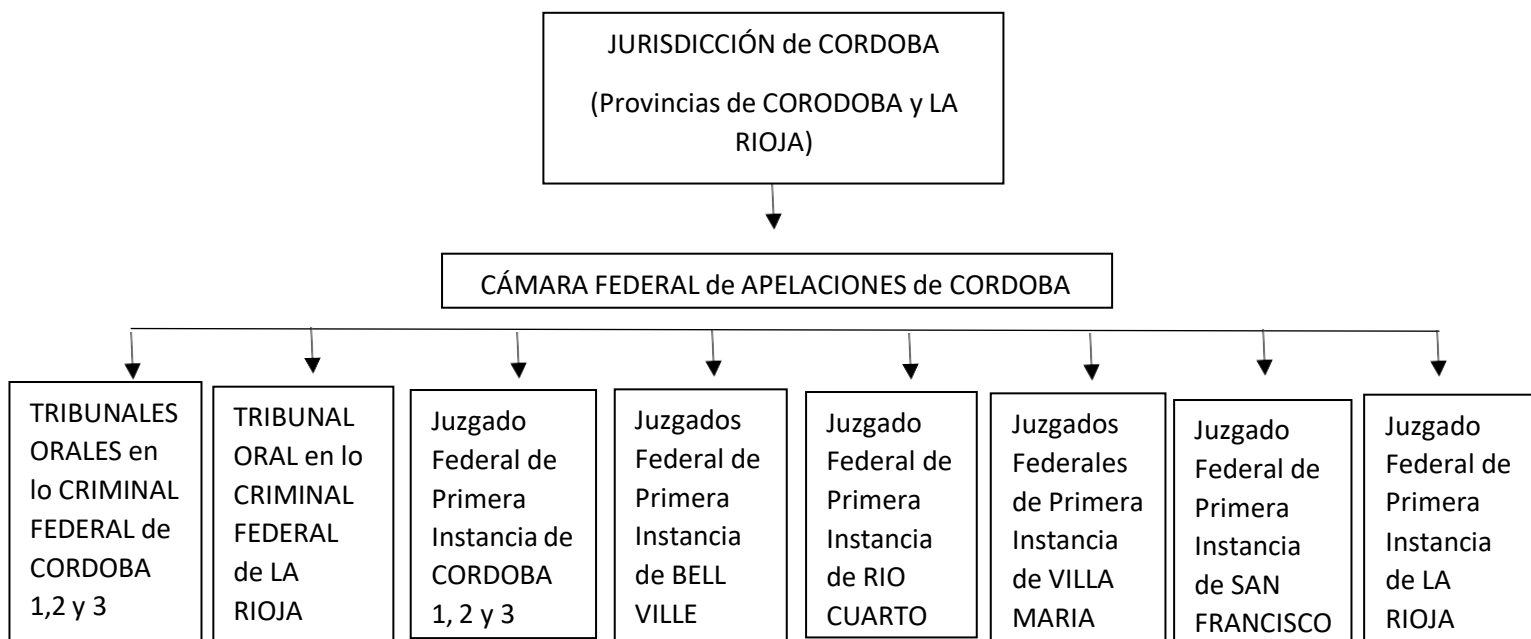 JURISDICCIÓN de CORDOBA
(Provincias de CORODOBA y LA
RIOJA)
CÁMARA FEDERAL de APELACIONES de CORDOBA
TRIBUNALES
ORALES en
lo CRIMINAL
FEDERAL de
CORDOBA
1,2 y 3
TRIBUNAL
ORAL en lo
CRIMINAL
FEDERAL
de LA
RIOJA
Juzgado
Federal de
Primera
Instancia de
CORDOBA
1, 2 y 3
Juzgados
Federal de
Primera
Instancia
de BELL
VILLE
Juzgado
Federal de
Primera
Instancia
de RIO
CUARTO
Juzgados
Federales
de Primera
Instancia
de VILLA
MARIA
Juzgado
Federal de
Primera
Instancia
de SAN
FRANCISCO
Juzgado
Federal de
Primera
Instancia
de LA
RIOJA